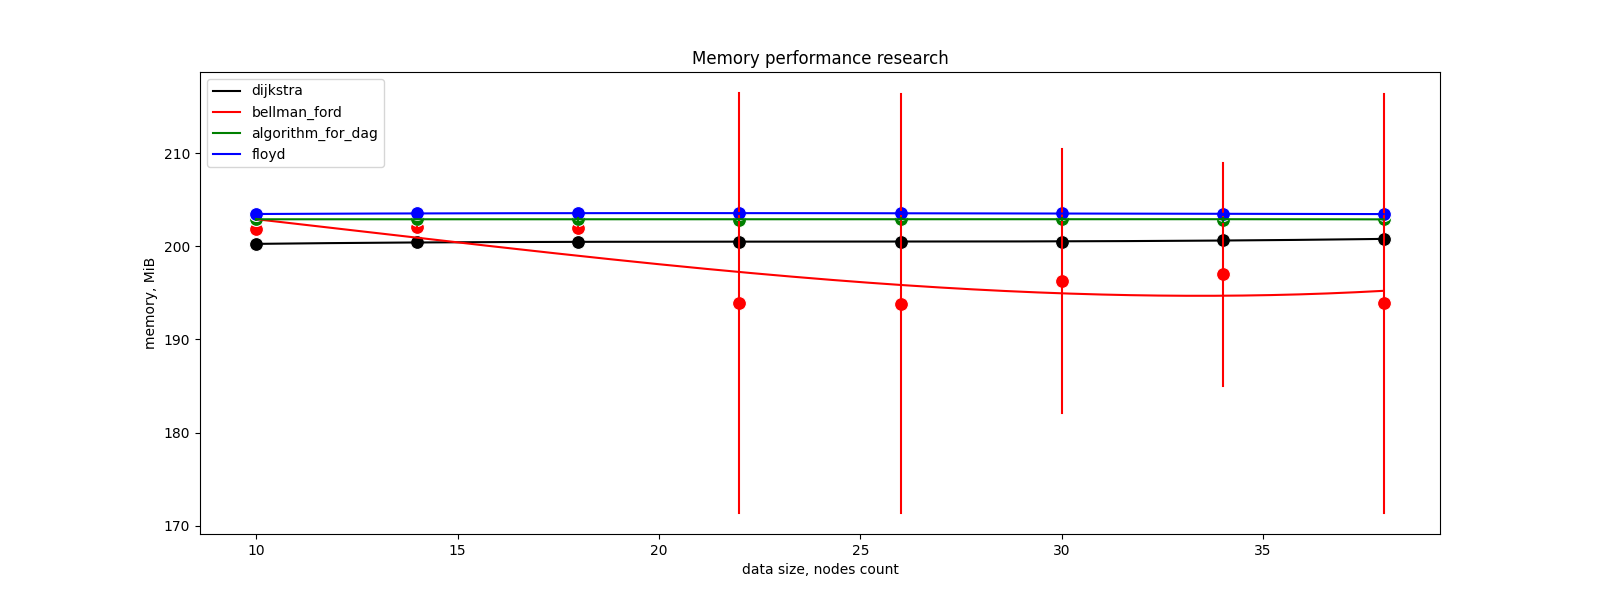 Memory performance research
dijkstra
bellman_ford
algorithm_for_dag
floyd
memory, MiB
210
200
190
180
170
10
15
20
25
30
35
data size, nodes count